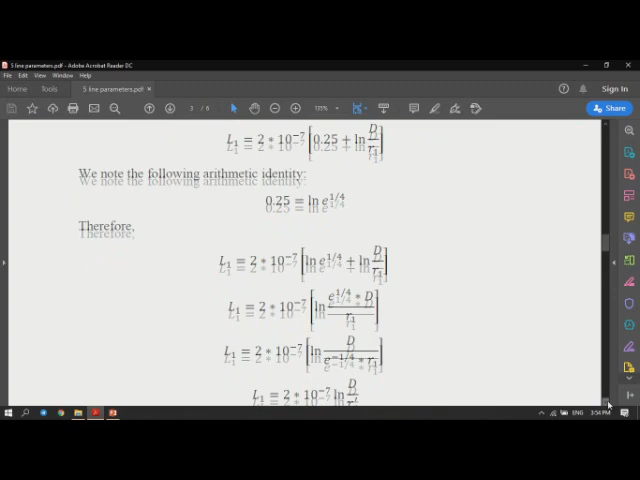 5 line parameters.pdf - Adobe Acrobat Reader DC
File Edit View Window Help
Home Tools 5 line parameters.pdf × Sign In
3 / 6 125% Share
L₁ = 2 * 10⁻⁷ [0.25 + ln D/r₁]
We note the following arithmetic identity:
0.25 = ln e^1/4
Therefore,
L₁ = 2 * 10⁻⁷ [ln e^1/4 + ln D/r₁]
L₁ = 2 * 10⁻⁷ [ln e^1/4 * D / r₁]
L₁ = 2 * 10⁻⁷ [ln D / e^−1/4 * r₁]
L₁ = 2 * 10⁻⁷ ln D
ENG 3:54 PM